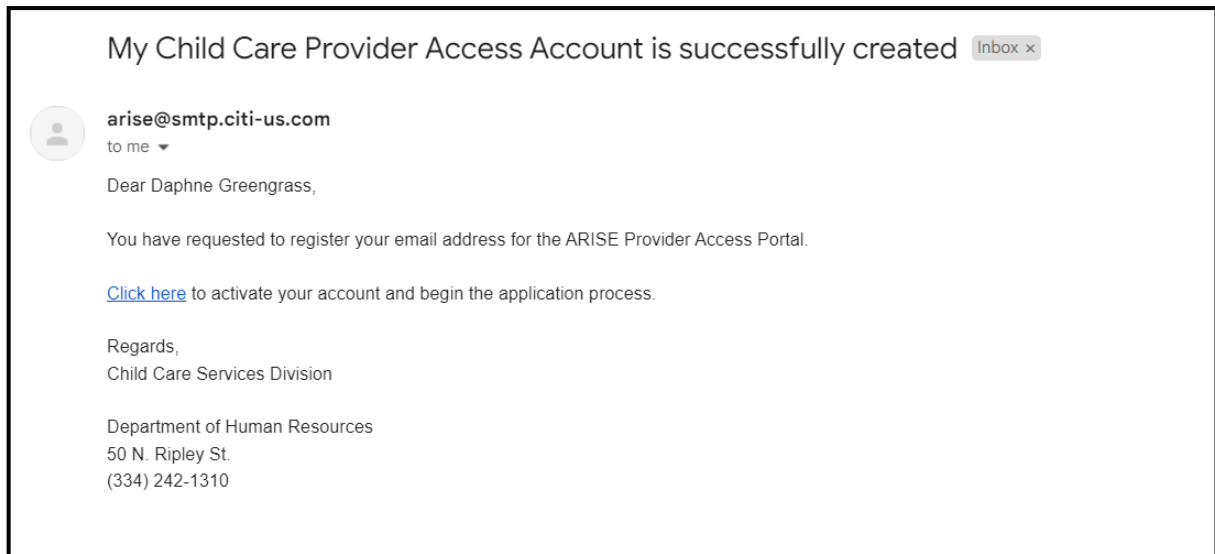 My Child Care Provider Access Account is successfully created Inbox ×
arise@smtp.citi-us.com
to me
Dear Daphne Greengrass,
You have requested to register your email address for the ARISE Provider Access Portal.
Click here to activate your account and begin the application process.
Regards,
Child Care Services Division
Department of Human Resources
50 N. Ripley St.
(334) 242-1310